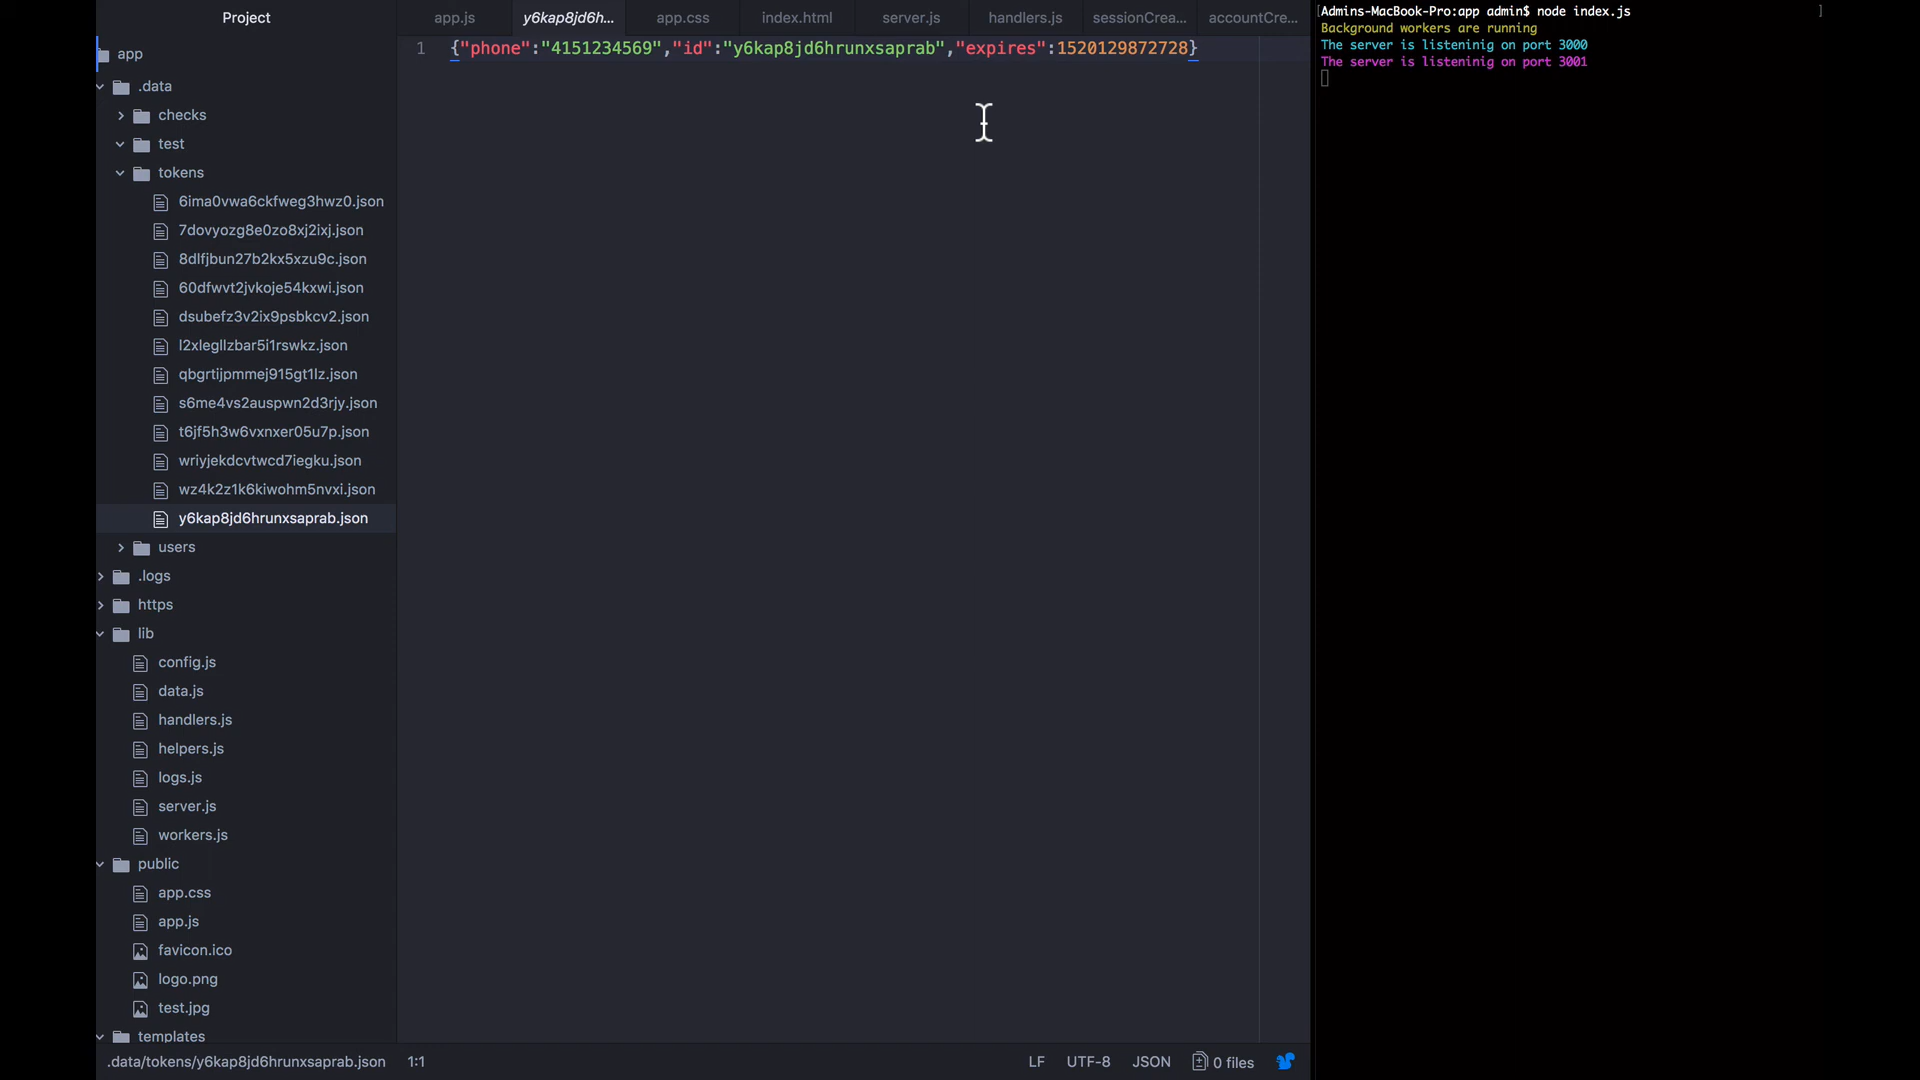 Project
app
.data
checks
test
tokens
6ima0vwa6ckfweg3hwz0.json
7dovyozg8e0zo8xj2ixj.json
8dlfjbun27b2kx5xzu9c.json
60dfwvt2jvkoje54kxwi.json
dsubefz3v2ix9psbkcv2.json
l2xlegllzbar5i1rswkz.json
qbgrtijpmmej915gt1lz.json
s6me4vs2auspwn2d3rjy.json
t6jf5h3w6vxnxer05u7p.json
wriyjekdcvtwcd7iegku.json
wz4k2z1k6kiwohm5nvxi.json
y6kap8jd6hrunxsaprab.json
users
.logs
https
lib
config.js
data.js
handlers.js
helpers.js
logs.js
server.js
workers.js
public
app.css
app.js
favicon.ico
logo.png
test.jpg
templates
app.js y6kap8jd6h... app.css index.html server.js handlers.js sessionCrea... accountCre...
1 {"phone":"4151234569","id":"y6kap8jd6hrunxsaprab","expires":1520129872728}
.data/tokens/y6kap8jd6hrunxsaprab.json 1:1 LF UTF-8 JSON 0 files
[Admins-MacBook-Pro:app admin$ node index.js ]
Background workers are running
The server is listeninig on port 3000
The server is listeninig on port 3001